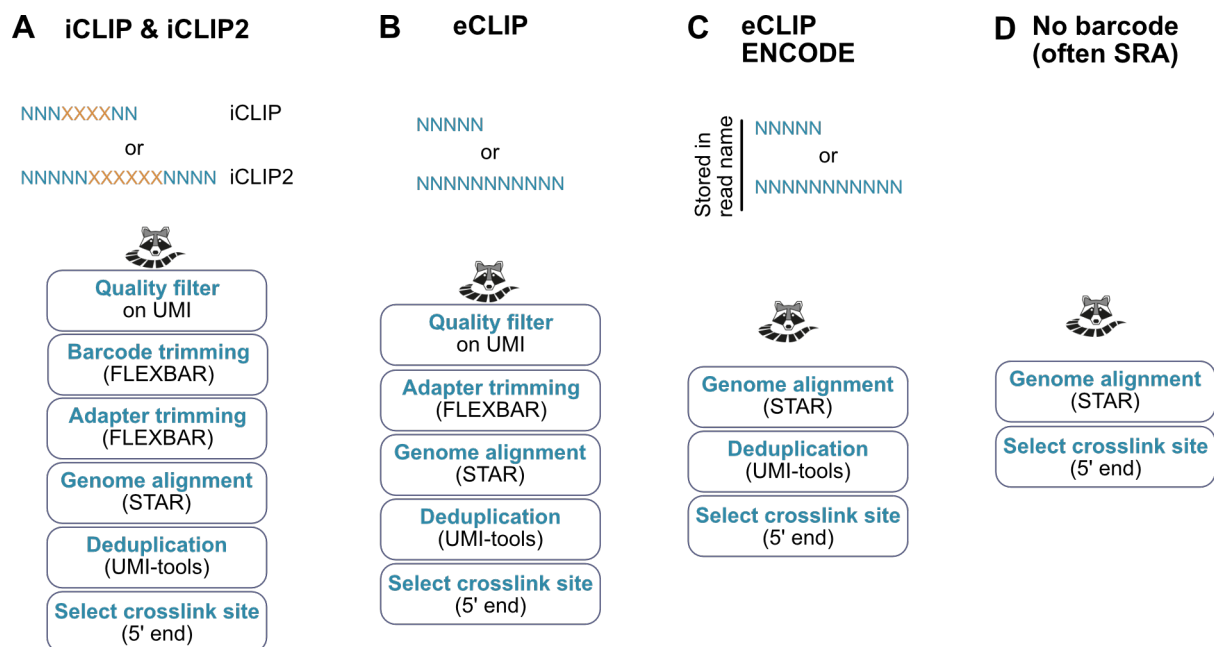 A iCLIP & iCLIP2
NNNXXXXNN iCLIP
or
NNNNNXXXXXXNNNN iCLIP2
Quality filter
on UMI
Barcode trimming
(FLEXBAR)
Adapter trimming
(FLEXBAR)
Genome alignment
(STAR)
Deduplication
(UMI-tools)
Select crosslink site
(5' end)
B eCLIP
NNNNN
or
NNNNNNNNNNN
Quality filter
on UMI
Adapter trimming
(FLEXBAR)
Genome alignment
(STAR)
Deduplication
(UMI-tools)
Select crosslink site
(5' end)
C eCLIP
ENCODE
Stored in
read name
NNNNN
or
NNNNNNNNNNN
Genome alignment
(STAR)
Deduplication
(UMI-tools)
Select crosslink site
(5' end)
D No barcode
(often SRA)
Genome alignment
(STAR)
Select crosslink site
(5' end)